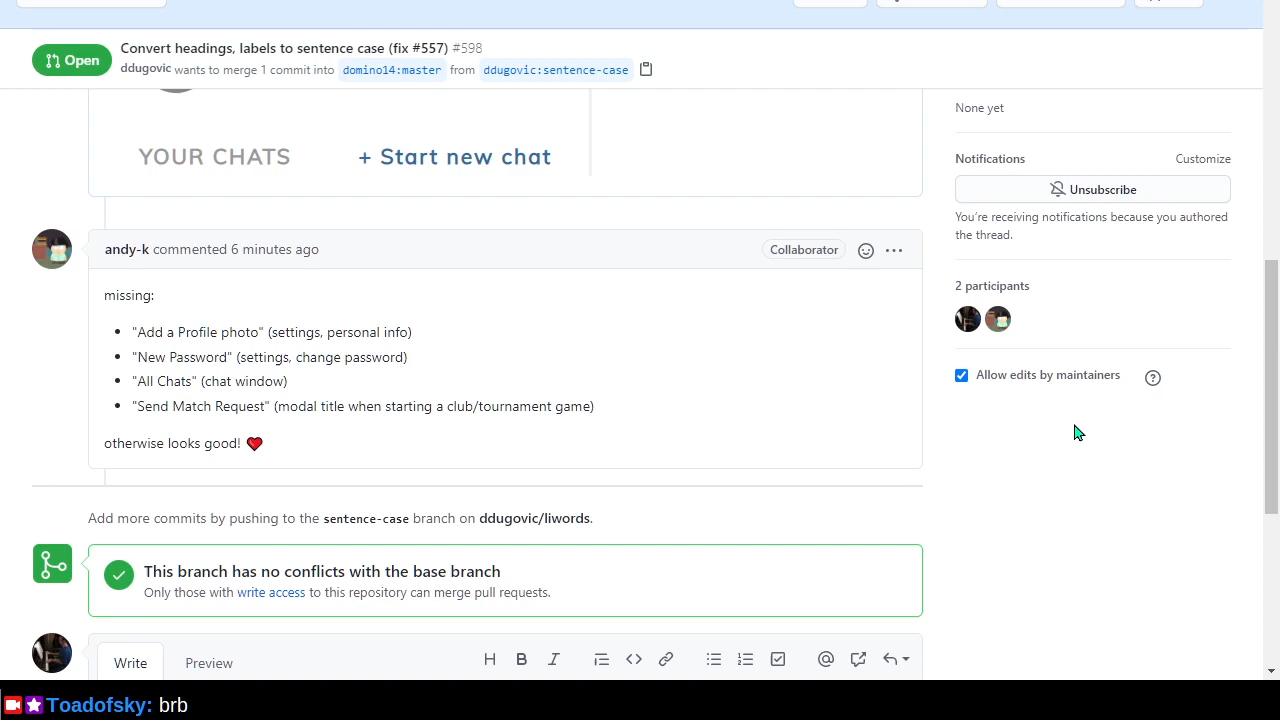 Open
Convert headings, labels to sentence case (fix #557) #598
ddugovic wants to merge 1 commit into domino14:master from ddugovic:sentence-case
YOUR CHATS
+ Start new chat
None yet
Notifications
Customize
Unsubscribe
You're receiving notifications because you authored
the thread.
2 participants
Allow edits by maintainers
andy-k commented 6 minutes ago
Collaborator
missing:
"Add a Profile photo" (settings, personal info)
"New Password" (settings, change password)
"All Chats" (chat window)
"Send Match Request" (modal title when starting a club/tournament game)
otherwise looks good! ❤️
Add more commits by pushing to the sentence-case branch on ddugovic/liwords.
This branch has no conflicts with the base branch
Only those with write access to this repository can merge pull requests.
Write
Preview
Toadofsky: brb